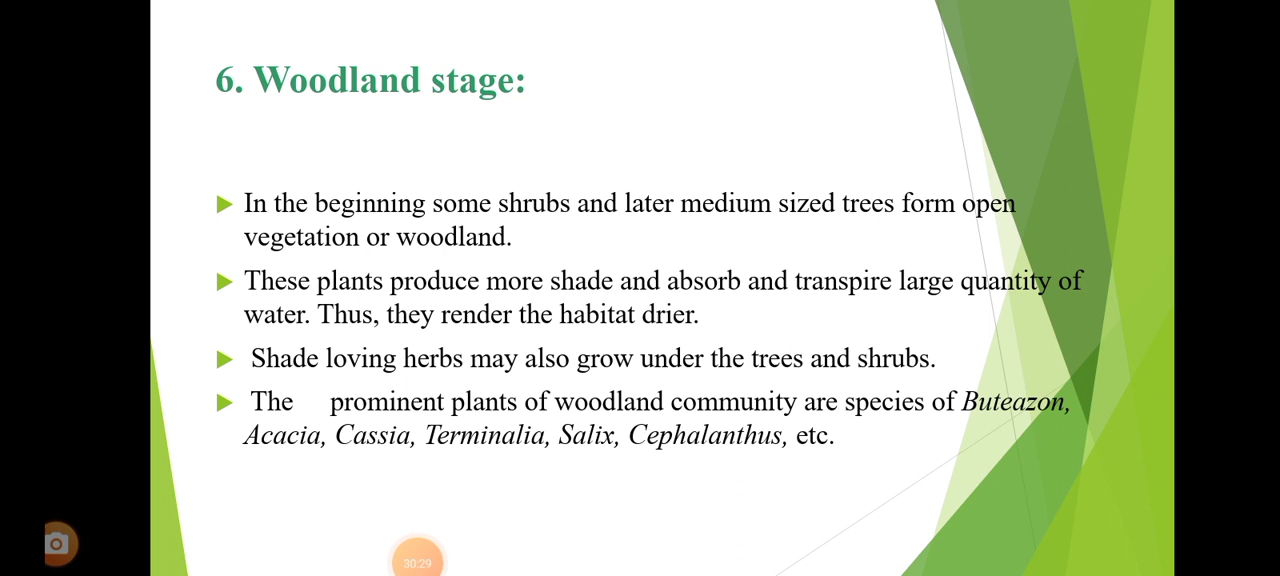 6. Woodland stage:
In the beginning some shrubs and later medium sized trees form open
vegetation or woodland.
These plants produce more shade and absorb and transpire large quantity of
water. Thus, they render the habitat drier.
Shade loving herbs may also grow under the trees and shrubs.
The prominent plants of woodland community are species of Buteazon,
Acacia, Cassia, Terminalia, Salix, Cephalanthus, etc.
30:29